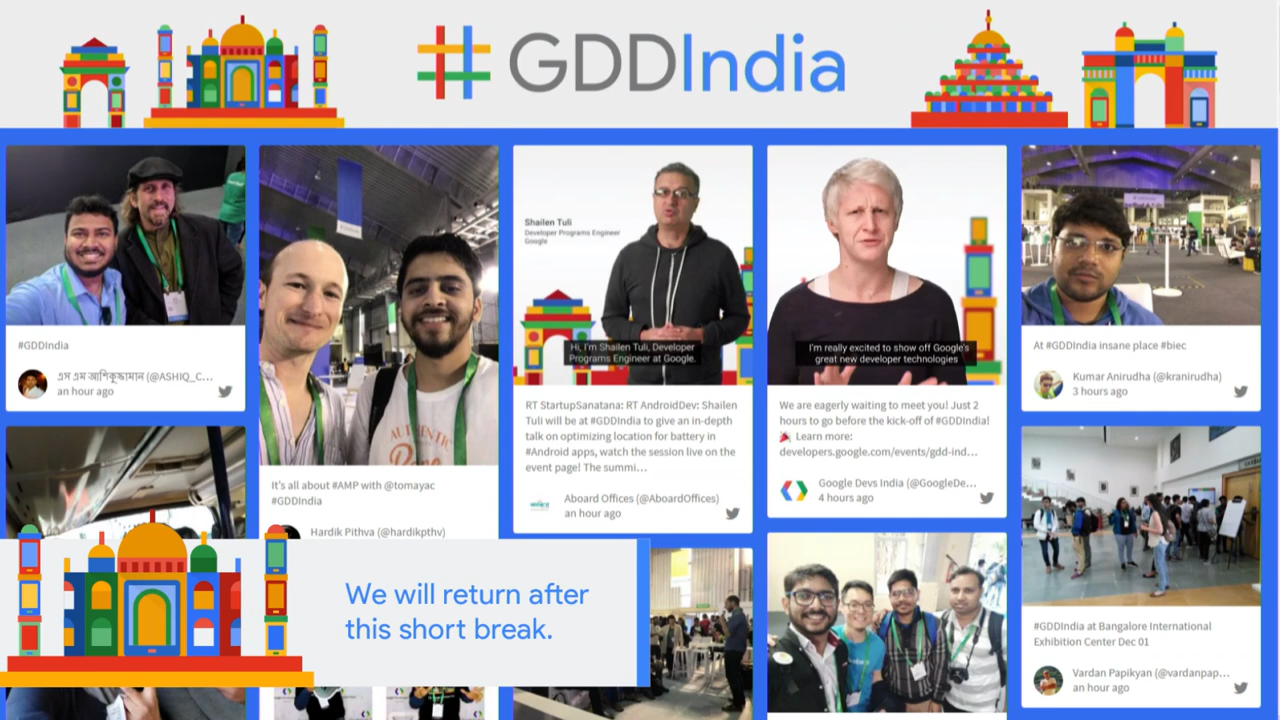 #GDDIndia
#GDDIndia
এস এম আশিকুজ্জামান (@ASHIQ_C...
an hour ago
It's all about #AMP with @tomayac
#GDDIndia
Hardik Pithva (@hardikpthv)
Shailen Tuli
Developer Programs Engineer
Google
Hi, I'm Shailen Tuli, Developer
Programs Engineer at Google.
RT StartupSanatana: RT AndroidDev: Shailen
Tuli will be at #GDDIndia to give an in-depth
talk on optimizing location for battery in
#Android apps, watch the session live on the
event page! The summi...
Aboard Offices (@AboardOffices)
an hour ago
I'm really excited to show off Google's
great new developer technologies
We are eagerly waiting to meet you! Just 2
hours to go before the kick-off of #GDDIndia!
🎉 Learn more:
developers.google.com/events/gdd-ind...
Google Devs India (@GoogleDe...
4 hours ago
At #GDDIndia insane place #biec
Kumar Anirudha (@kranirudha)
3 hours ago
#GDDIndia at Bangalore International
Exhibition Center Dec 01
Vardan Papikyan (@vardanpap...
an hour ago
We will return after
this short break.